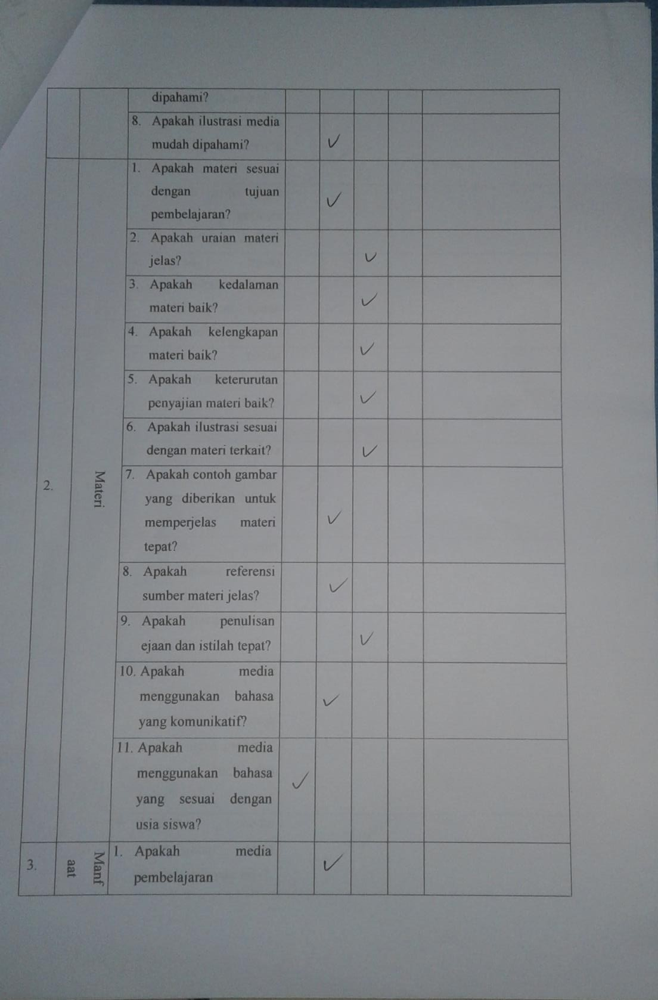 dipahami?
8. Apakah ilustrasi media
mudah dipahami?
1. Apakah materi sesuai
dengan tujuan
pembelajaran?
2. Apakah uraian materi
jelas?
3. Apakah kedalaman
materi baik?
4. Apakah kelengkapan
materi baik?
5. Apakah keterurutan
penyajian materi baik?
6. Apakah ilustrasi sesuai
dengan materi terkait?
2.
Materi
7. Apakah contoh gambar
yang diberikan untuk
memperjelas materi
tepat?
8. Apakah referensi
sumber materi jelas?
9. Apakah penulisan
ejaan dan istilah tepat?
10. Apakah media
menggunakan bahasa
yang komunikatif?
11. Apakah media
menggunakan bahasa
yang sesuai dengan
usia siswa?
3.
Manf
aat
1. Apakah media
pembelajaran